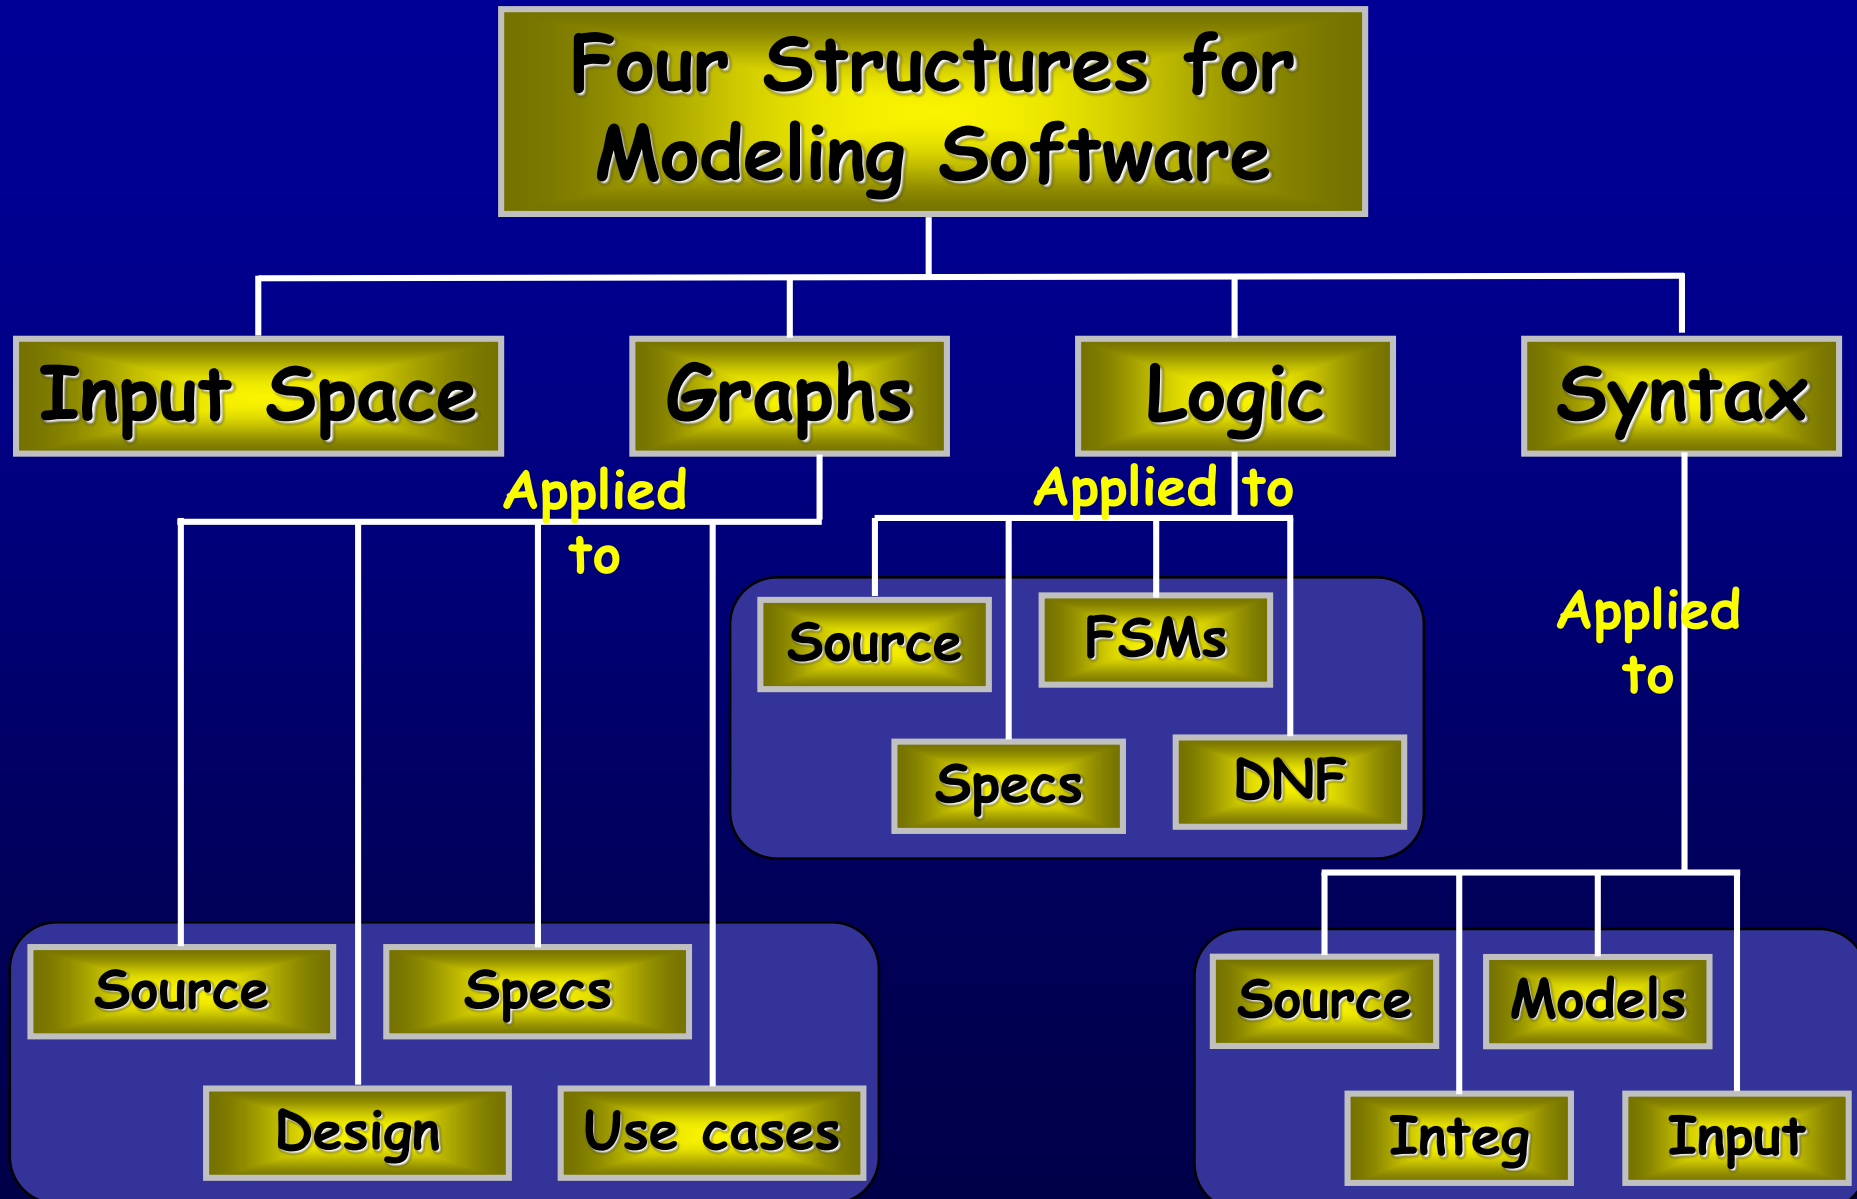 Four Structures for
Modeling Software
Input Space
Graphs
Logic
Syntax
Applied
to
Applied to
Applied
to
Source
FSMs
Specs
DNF
Source
Specs
Design
Use cases
Source
Models
Integ
Input